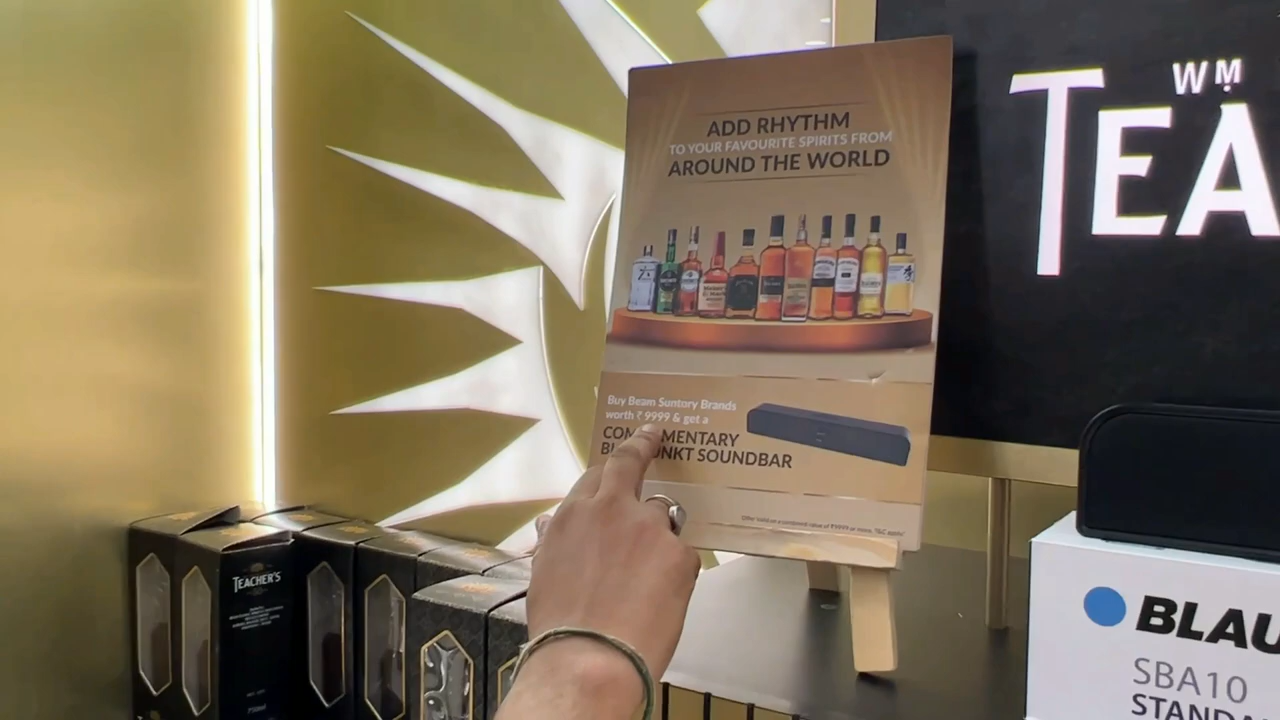 ADD RHYTHM
TO YOUR FAVOURITE SPIRITS FROM
AROUND THE WORLD
Buy Beam Suntory Brands
worth ₹ 9999 & get a
COM MENTARY
BL UNKT SOUNDBAR
WM
TEA
TEACHER'S
BLAU
SBA10
STANDA